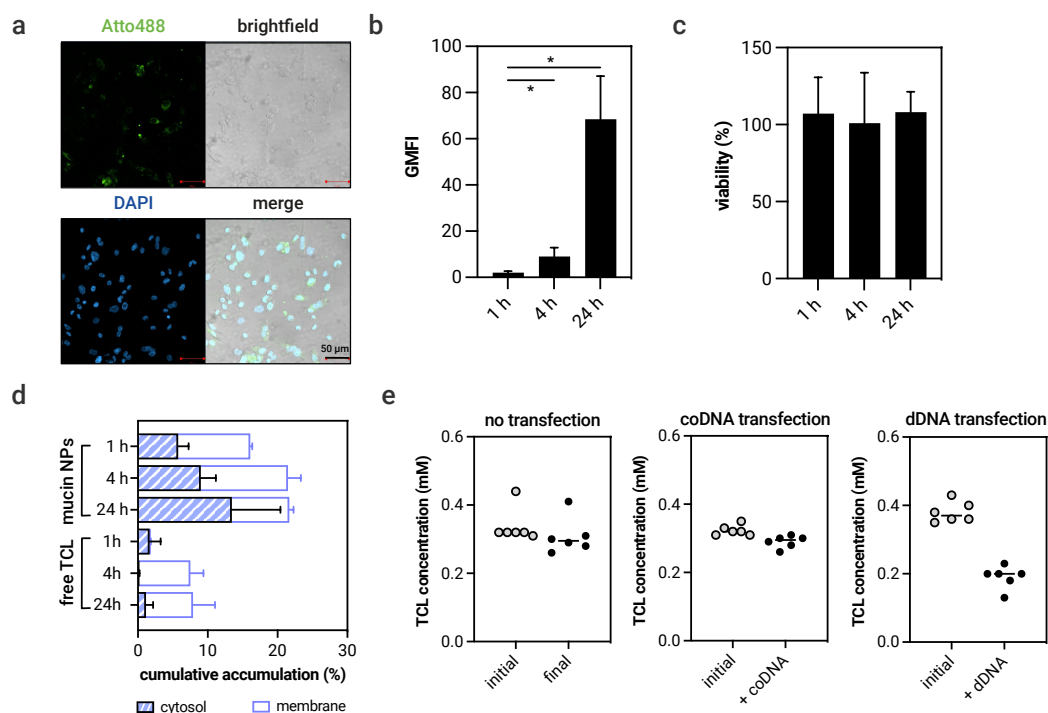 a
Atto488
brightfield
DAPI
merge
50 µm
b
100
80
60
40
20
0
GMFI
*
*
1 h
4 h
24 h
c
150
100
50
0
viability (%)
1 h
4 h
24 h
d
mucin NPs
1 h
4 h
24 h
free TCL
1h
4h
24h
0
10
20
30
cumulative accumulation (%)
cytosol
membrane
e
no transfection
TCL concentration (mM)
0.6
0.4
0.2
0.0
initial
final
coDNA transfection
TCL concentration (mM)
0.6
0.4
0.2
0.0
initial
+ coDNA
dDNA transfection
TCL concentration (mM)
0.6
0.4
0.2
0.0
initial
+ dDNA